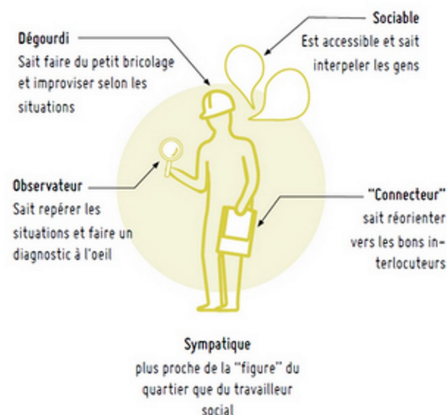 Dégourdi
Sait faire du petit bricolage
et improviser selon les
situations
Sociable
Est accessible et sait
interpeler les gens
Observateur
Sait repérer les
situations et faire un
diagnostic à l'oeil
"Connecteur"
sait réorienter
vers les bons in-
terlocuteurs
Sympatique
plus proche de la "figure" du
quartier que du travailleur
social